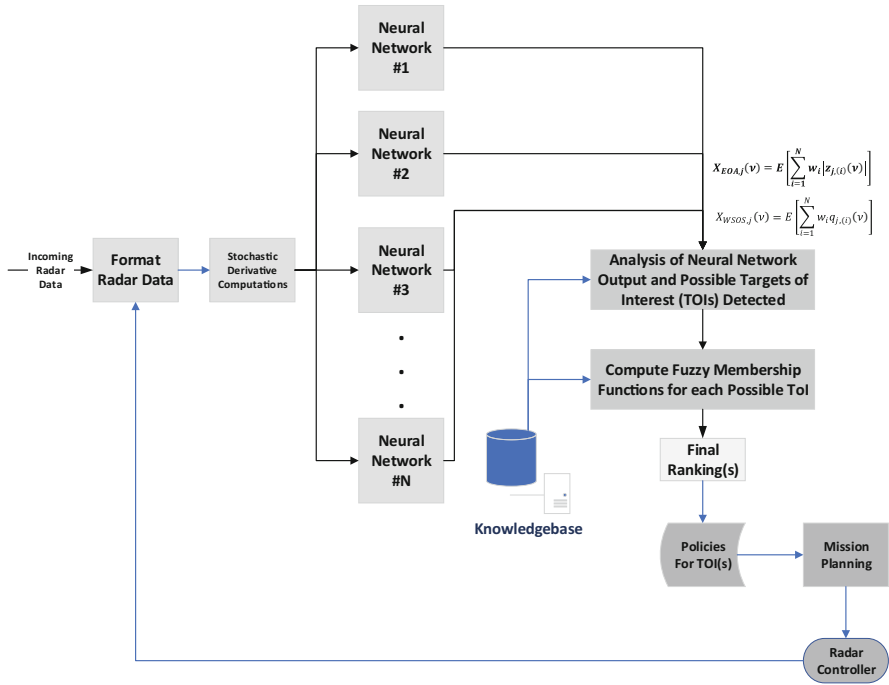 Neural
Network
#1
Neural
Network
#2
X_{EOA,j}(v) = E[\sum_{i=1}^{N} w_i |z_{j,(i)}(v)|]
X_{WSOS,j}(v) = E[\sum_{i=1}^{N} w_i q_{j,(i)}(v)]
Incoming
Radar
Data
Format
Radar Data
Stochastic
Derivative
Computations
Neural
Network
#3
Analysis of Neural Network
Output and Possible Targets of
Interest (TOIs) Detected
Compute Fuzzy Membership
Functions for each Possible ToI
Neural
Network
#N
Final
Ranking(s)
Knowledgebase
Policies
For TOI(s)
Mission
Planning
Radar
Controller